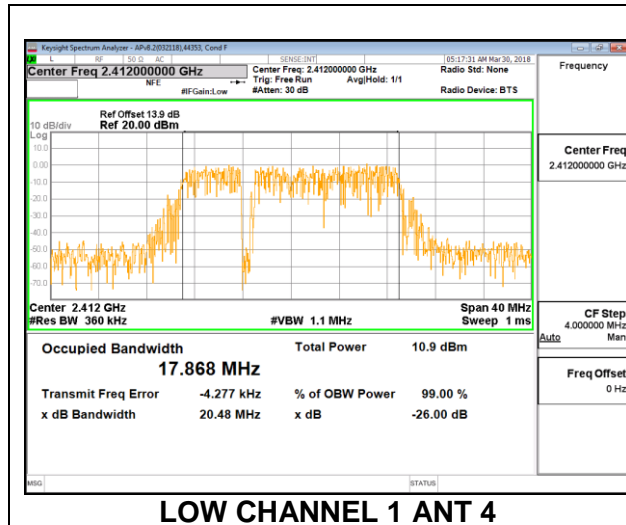 Keysight Spectrum Analyzer - APv8.2(032118),44353, Cond F
L RF 50 Ω AC SENSE:INT 05:17:31 AM Mar 30, 2018
Center Freq 2.412000000 GHz
NFE
#IFGain:Low
Center Freq: 2.412000000 GHz
Trig: Free Run Avg|Hold: 1/1
#Atten: 30 dB
Radio Std: None
Radio Device: BTS
Frequency
Ref Offset 13.9 dB
10 dB/div Ref 20.00 dBm
Log
10.0
0.00
-10.0
-20.0
-30.0
-40.0
-50.0
-60.0
-70.0
Center Freq
2.412000000 GHz
Center 2.412 GHz Span 40 MHz
#Res BW 360 kHz #VBW 1.1 MHz Sweep 1 ms
CF Step
4.000000 MHz
Auto Man
Occupied Bandwidth Total Power 10.9 dBm
17.868 MHz
Transmit Freq Error -4.277 kHz % of OBW Power 99.00 %
x dB Bandwidth 20.48 MHz x dB -26.00 dB
Freq Offset
0 Hz
MSG STATUS
LOW CHANNEL 1 ANT 4